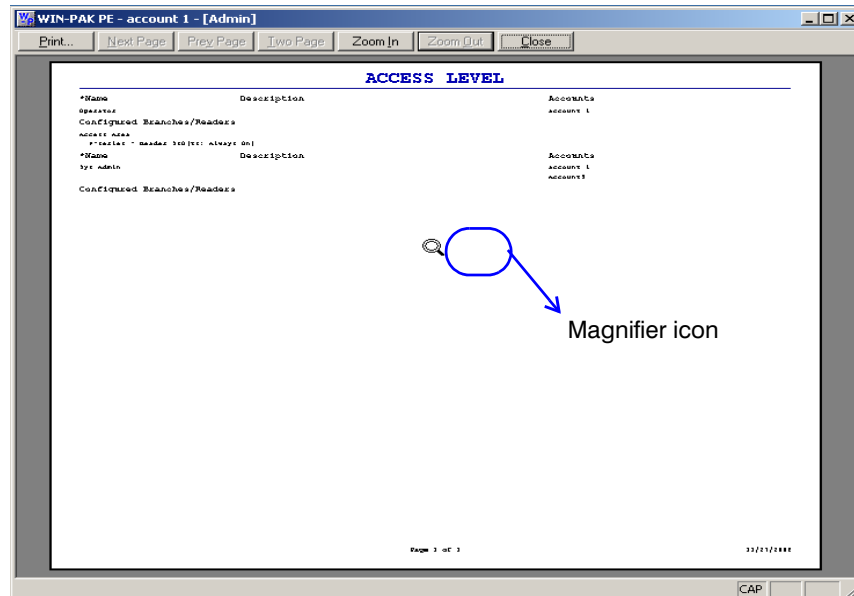 WIN-PAK PE - account 1 - [Admin]
Print... Next Page Prev Page Two Page Zoom In Zoom Out Close
ACCESS LEVEL
*Name Description Accounts
Operator account 1
Configured Branches/Readers
Access Area
*Name Description Accounts
Sys Admin account 1
Configured Branches/Readers
Magnifier icon
CAP